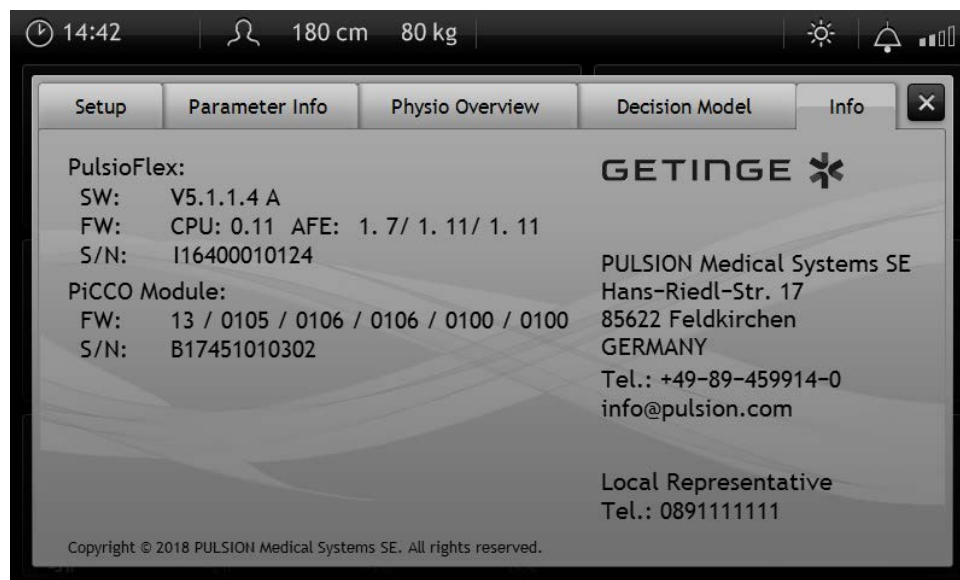 14:42 180 cm 80 kg
Setup Parameter Info Physio Overview Decision Model Info
PulsioFlex:
SW: V5.1.1.4 A
FW: CPU: 0.11 AFE: 1. 7/ 1. 11/ 1. 11
S/N: I16400010124
PiCCO Module:
FW: 13 / 0105 / 0106 / 0106 / 0100 / 0100
S/N: B17451010302
Copyright © 2018 PULSION Medical Systems SE. All rights reserved.
GETINGE
PULSION Medical Systems SE
Hans-Riedl-Str. 17
85622 Feldkirchen
GERMANY
Tel.: +49-89-459914-0
info@pulsion.com
Local Representative
Tel.: 0891111111